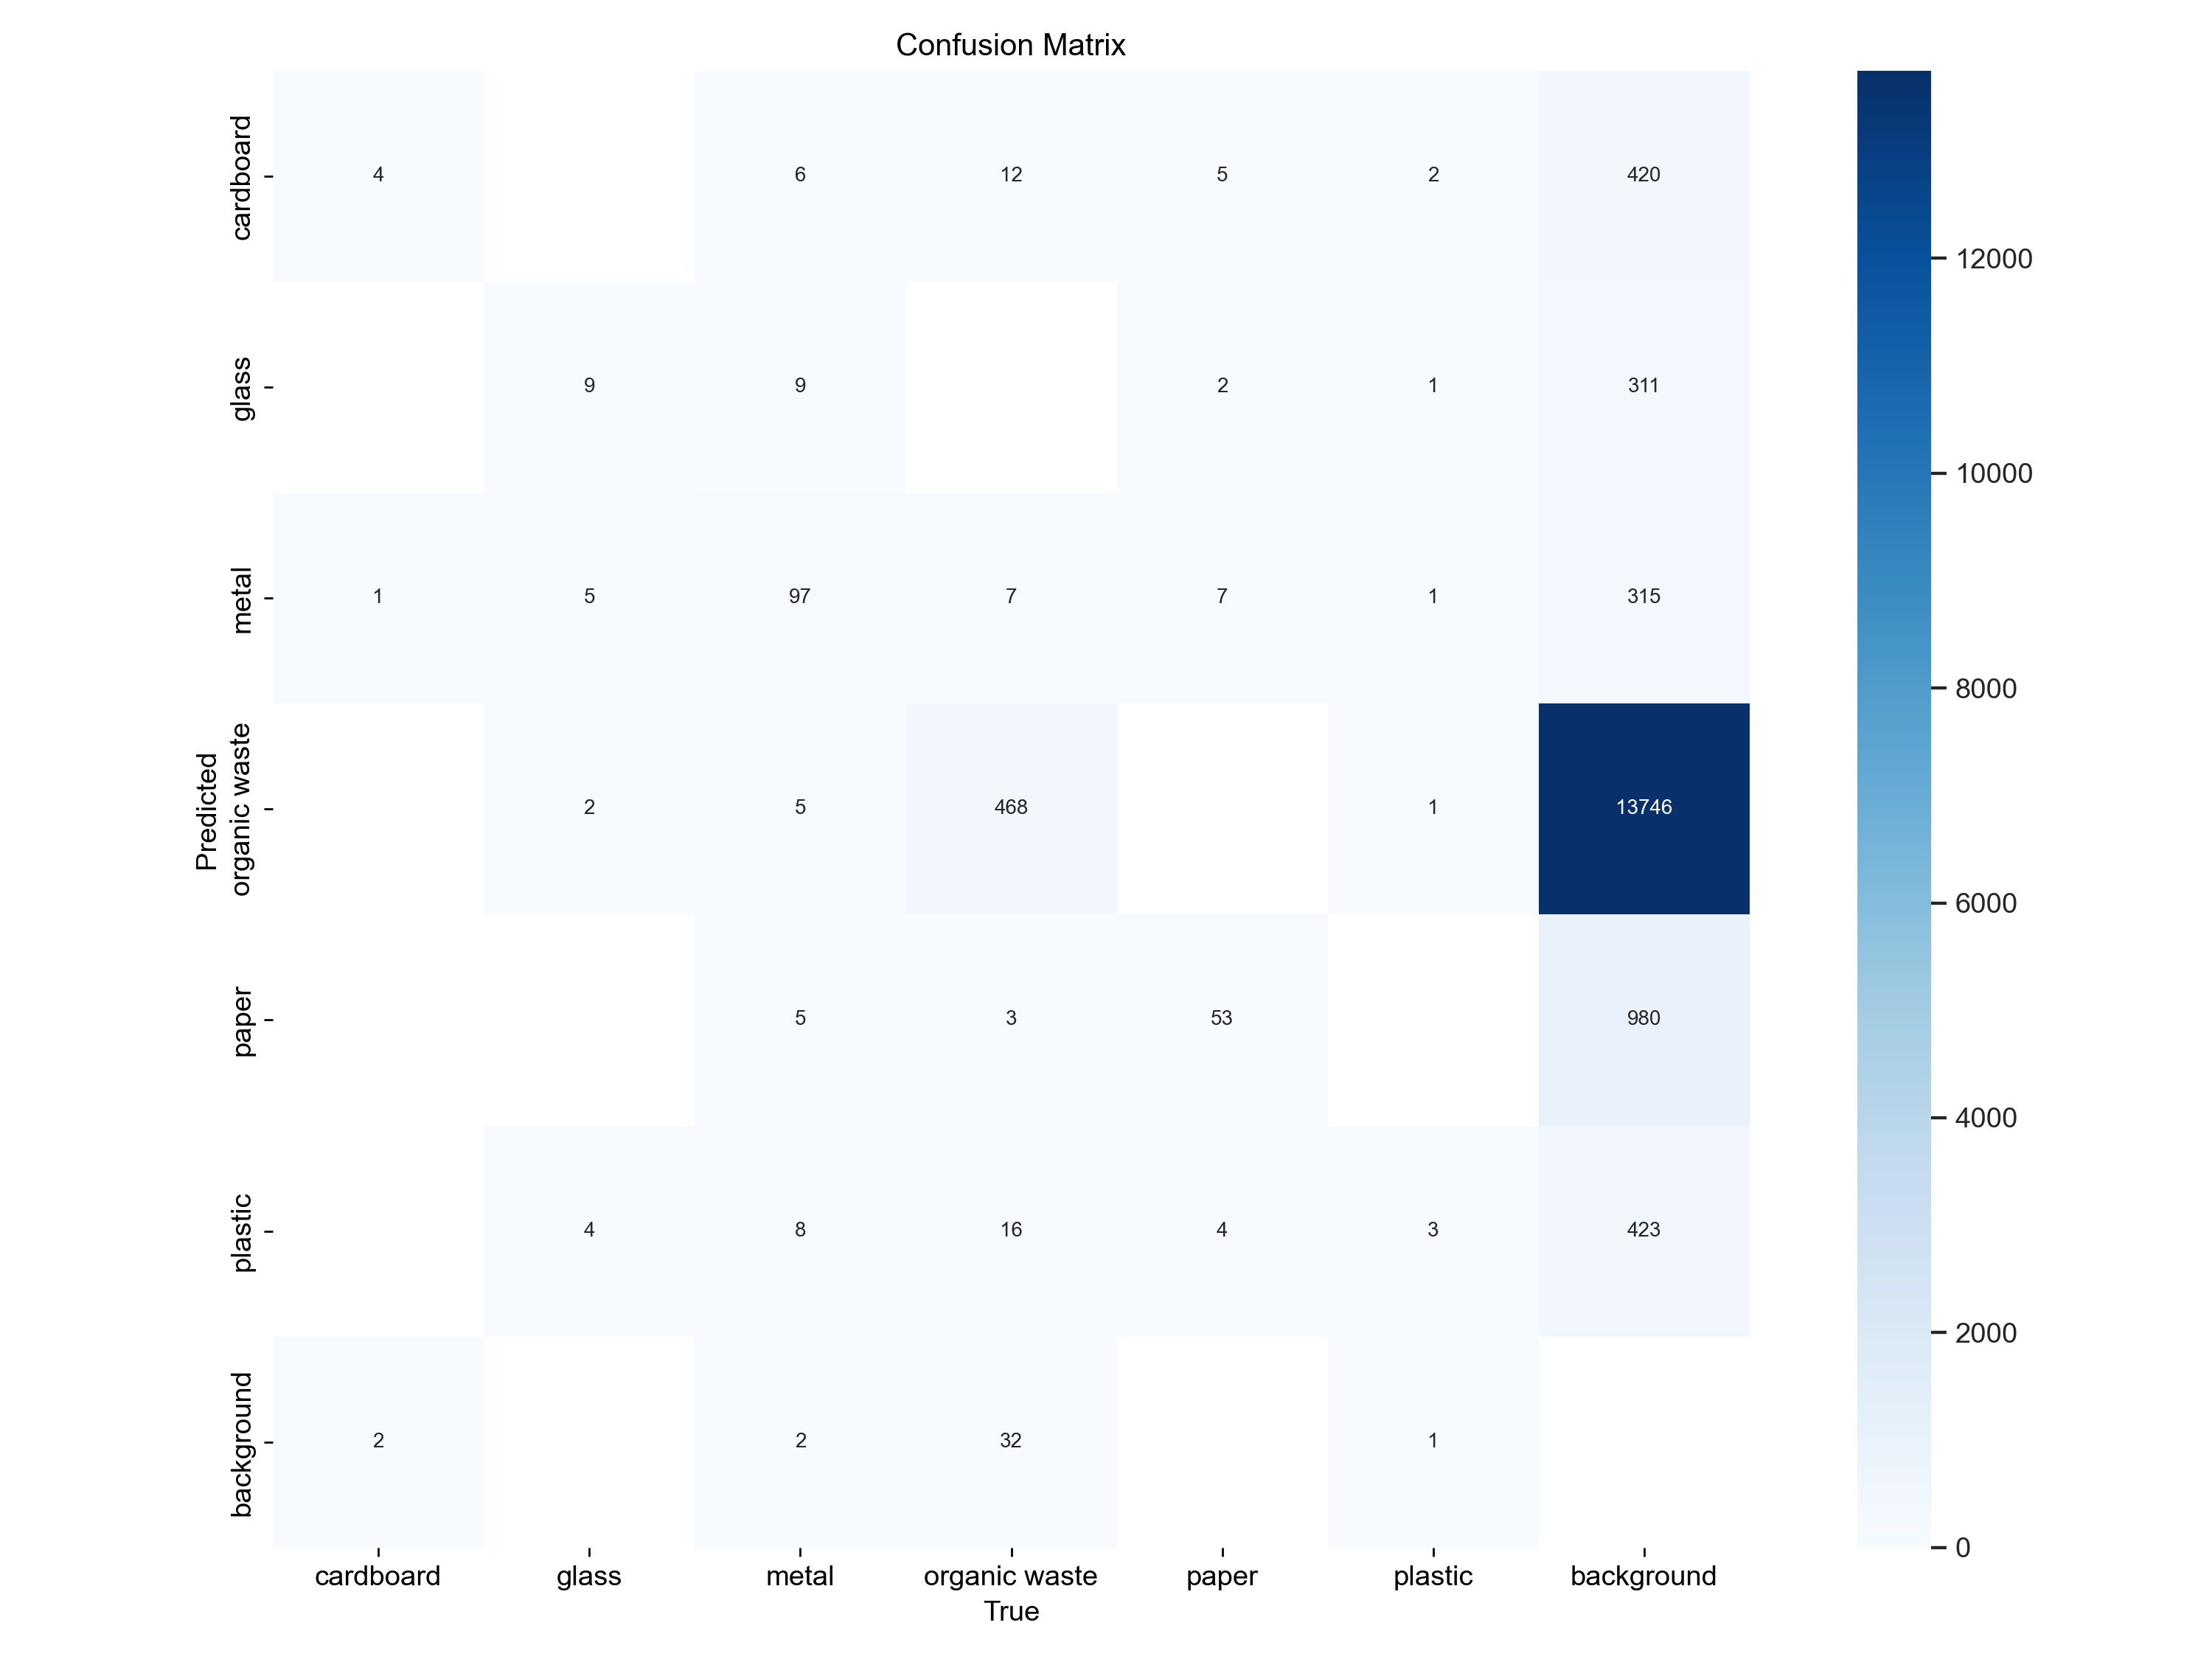 Confusion Matrix
cardboard
4 6 12 5 2 420
glass
9 9 2 1 311
metal
1 5 97 7 7 1 315
Predicted
organic waste
2 5 468 1 13746
paper
5 3 53 980
plastic
4 8 16 4 3 423
background
2 2 32 1
cardboard glass metal organic waste paper plastic background
True
12000
10000
8000
6000
4000
2000
0